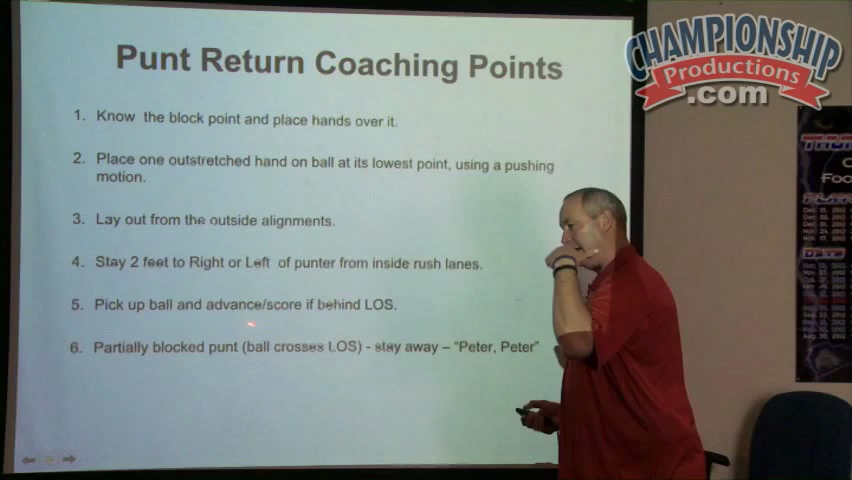 Punt Return Coaching Points
1. Know the block point and place hands over it.
2. Place one outstretched hand on ball at its lowest point, using a pushing
motion.
3. Lay out from the outside alignments.
4. Stay 2 feet to Right or Left of punter from inside rush lanes.
5. Pick up ball and advance/score if behind LOS.
6. Partially blocked punt (ball crosses LOS) - stay away – “Peter, Peter”
CHAMPIONSHIP
Productions
.com